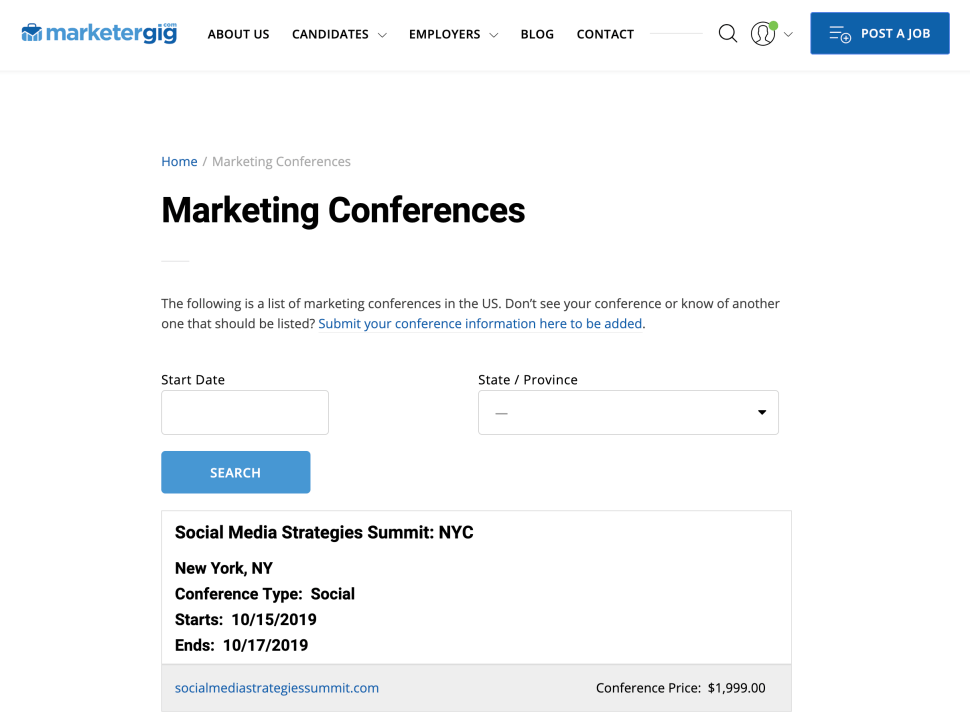 marketergig.com
ABOUT US
CANDIDATES
EMPLOYERS
BLOG
CONTACT
POST A JOB
Home / Marketing Conferences
Marketing Conferences
The following is a list of marketing conferences in the US. Don’t see your conference or know of another
one that should be listed? Submit your conference information here to be added.
Start Date
State / Province
—
SEARCH
Social Media Strategies Summit: NYC
New York, NY
Conference Type: Social
Starts: 10/15/2019
Ends: 10/17/2019
socialmediastrategiessummit.com
Conference Price: $1,999.00